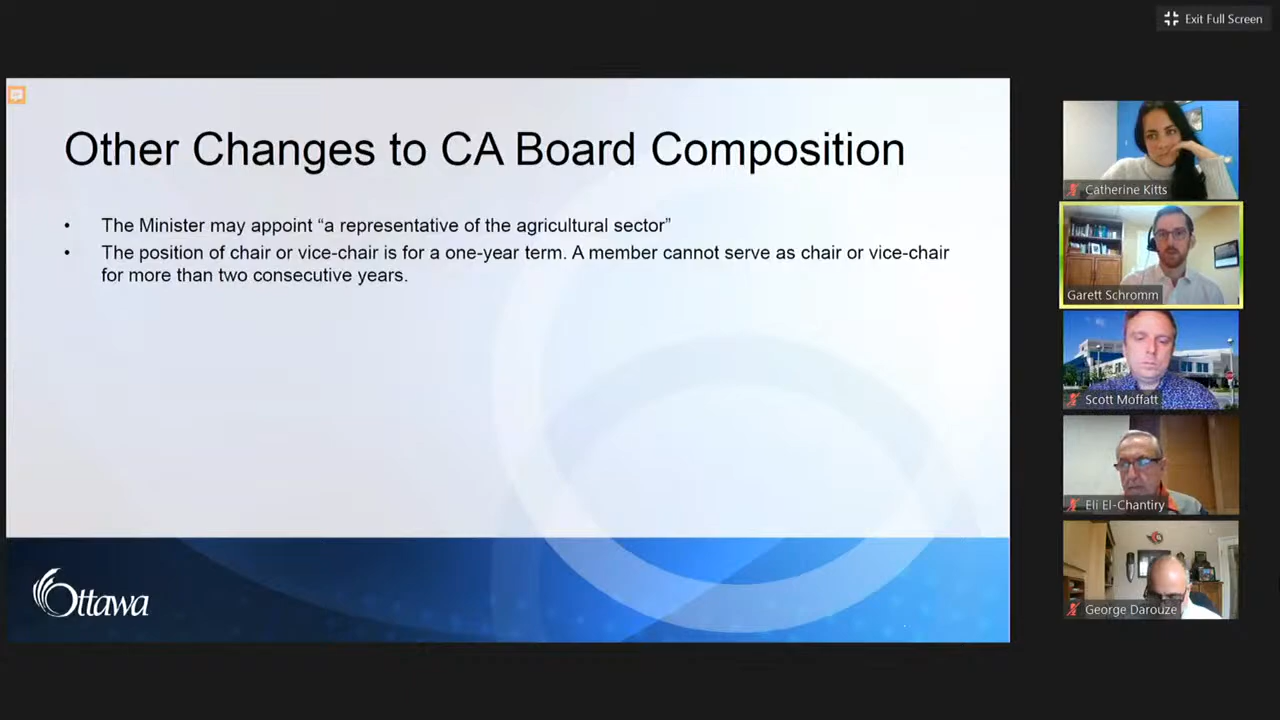 Exit Full Screen
Other Changes to CA Board Composition
• The Minister may appoint “a representative of the agricultural sector”
• The position of chair or vice-chair is for a one-year term. A member cannot serve as chair or vice-chair
for more than two consecutive years.
Ottawa
Catherine Kitts
Garett Schromm
Scott Moffatt
Eli El-Chantiry
George Darouze